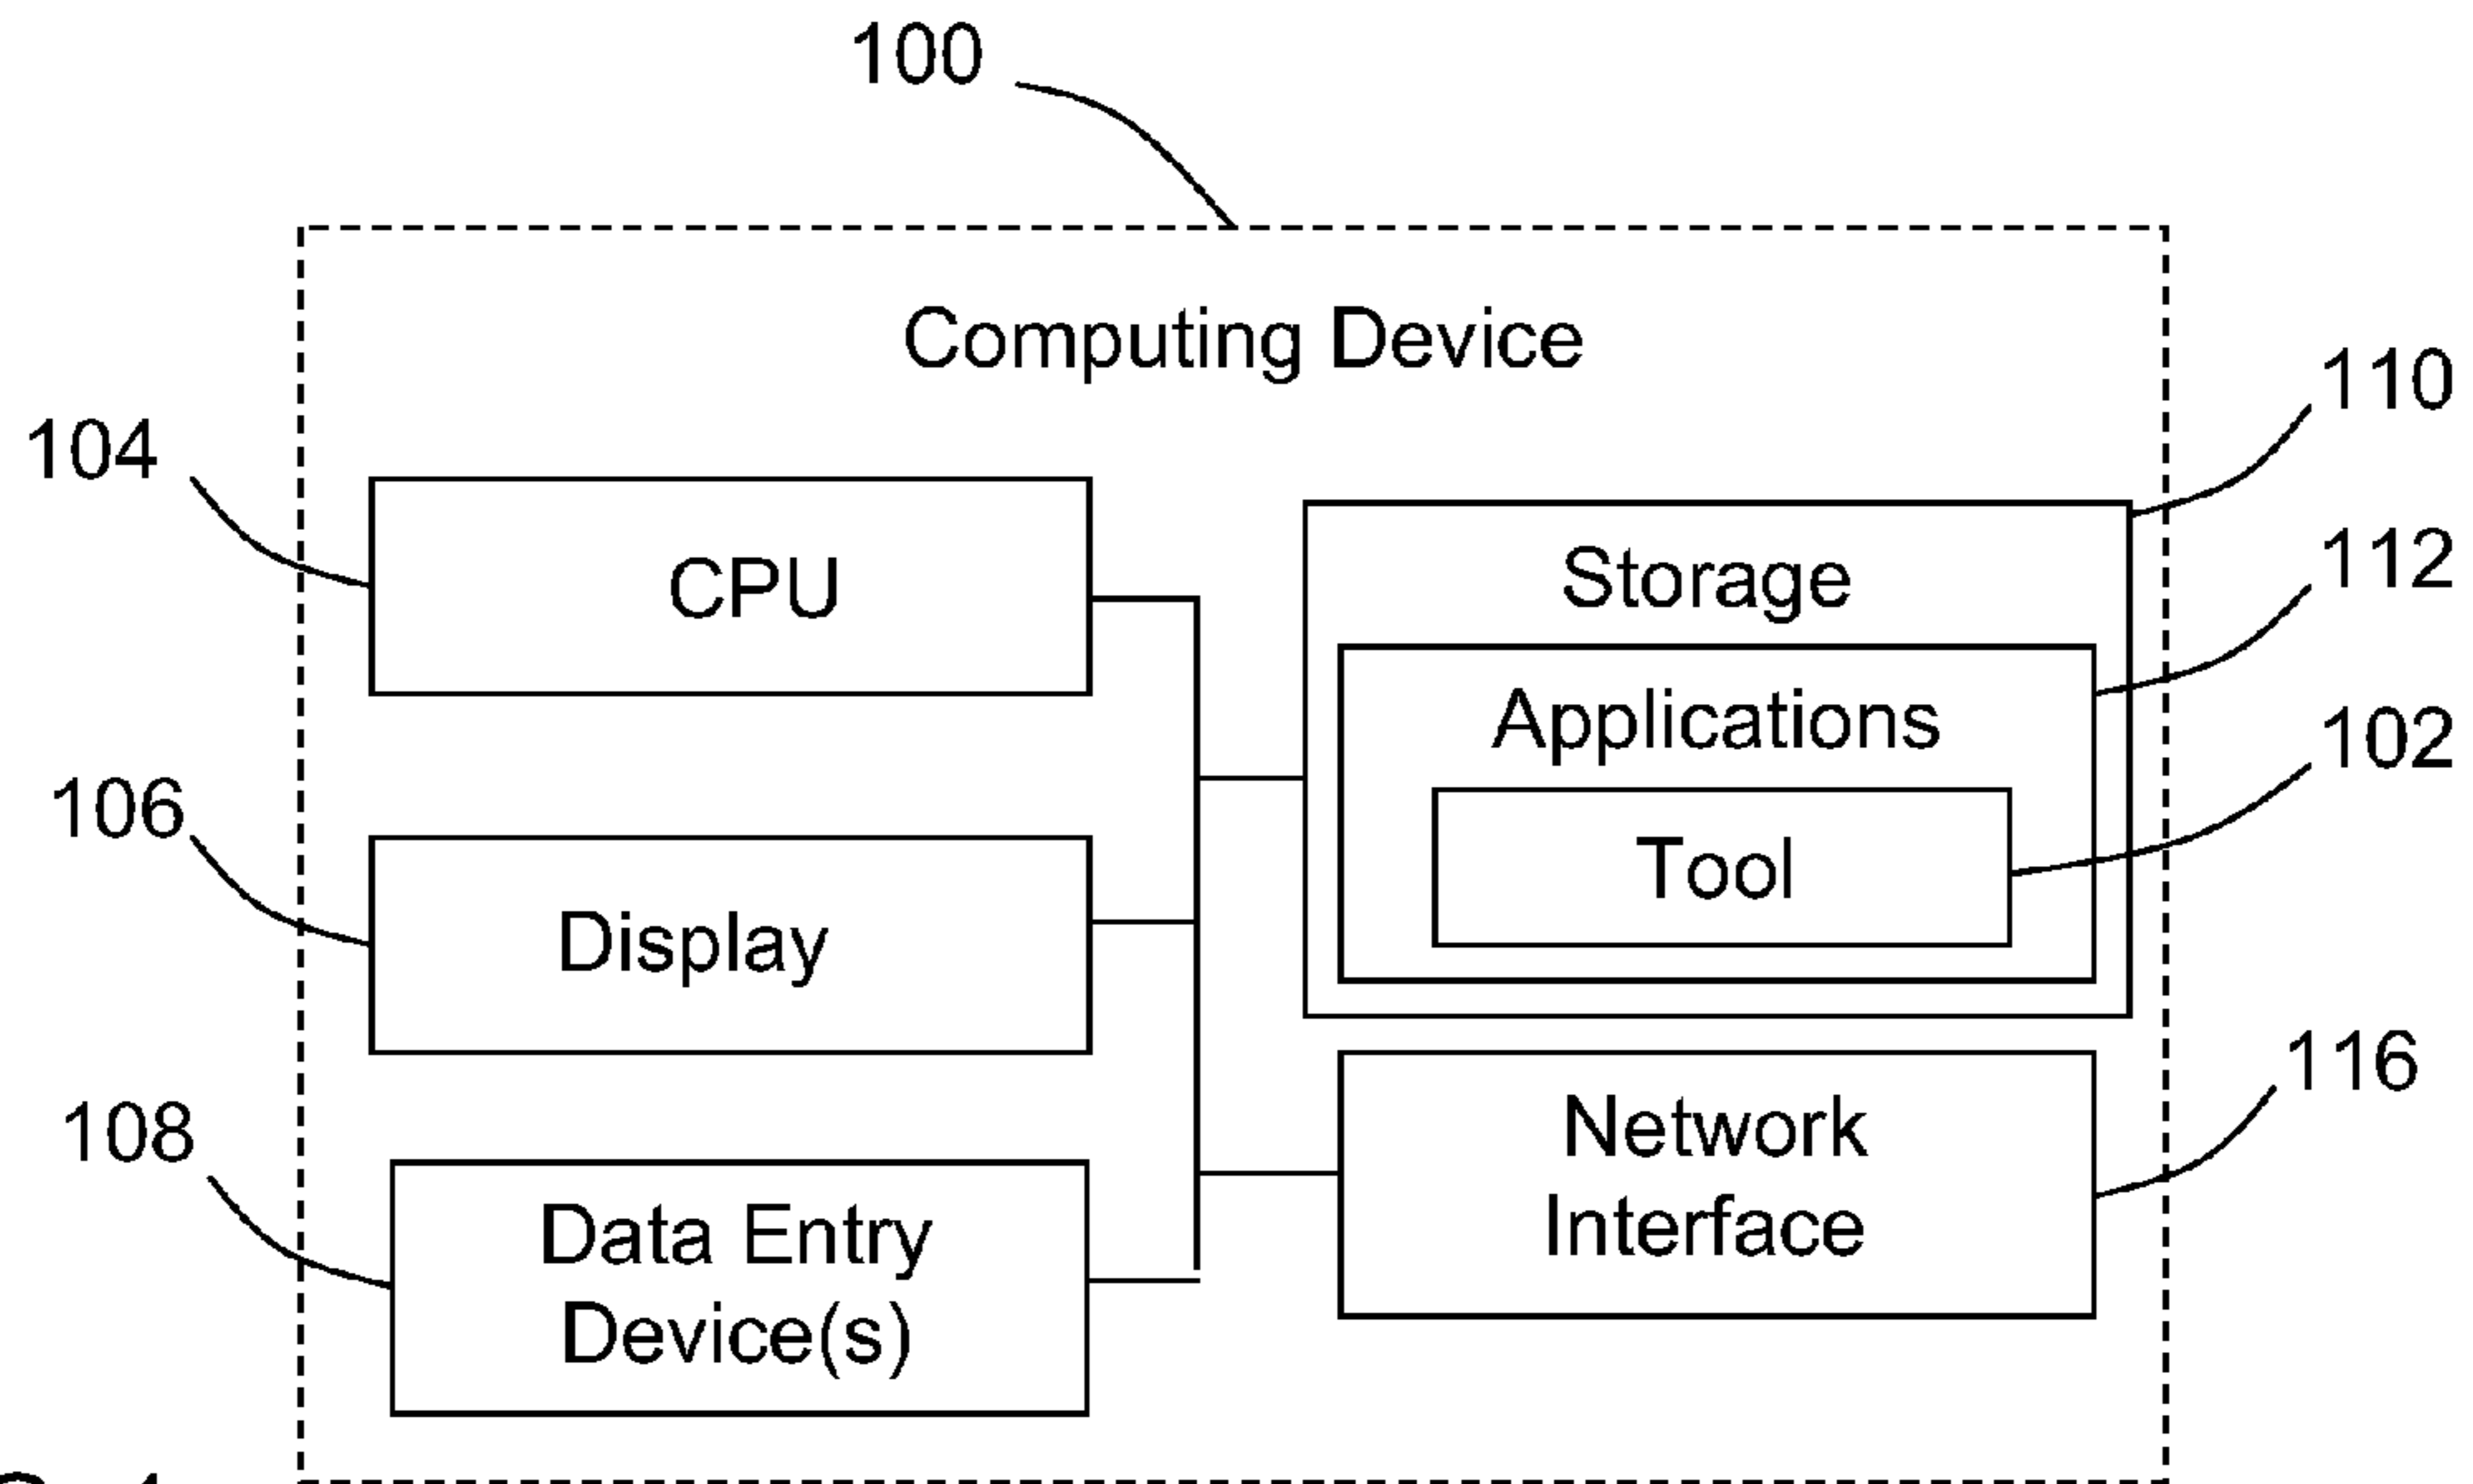 100
Computing Device
110
104
CPU
Storage
112
Applications
102
106
Tool
Display
116
108
Network
Interface
Data Entry
Device(s)